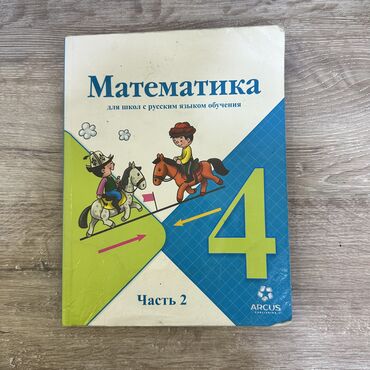 Математика
для школ с русским языком обучения
4
Часть 2
ARCUS